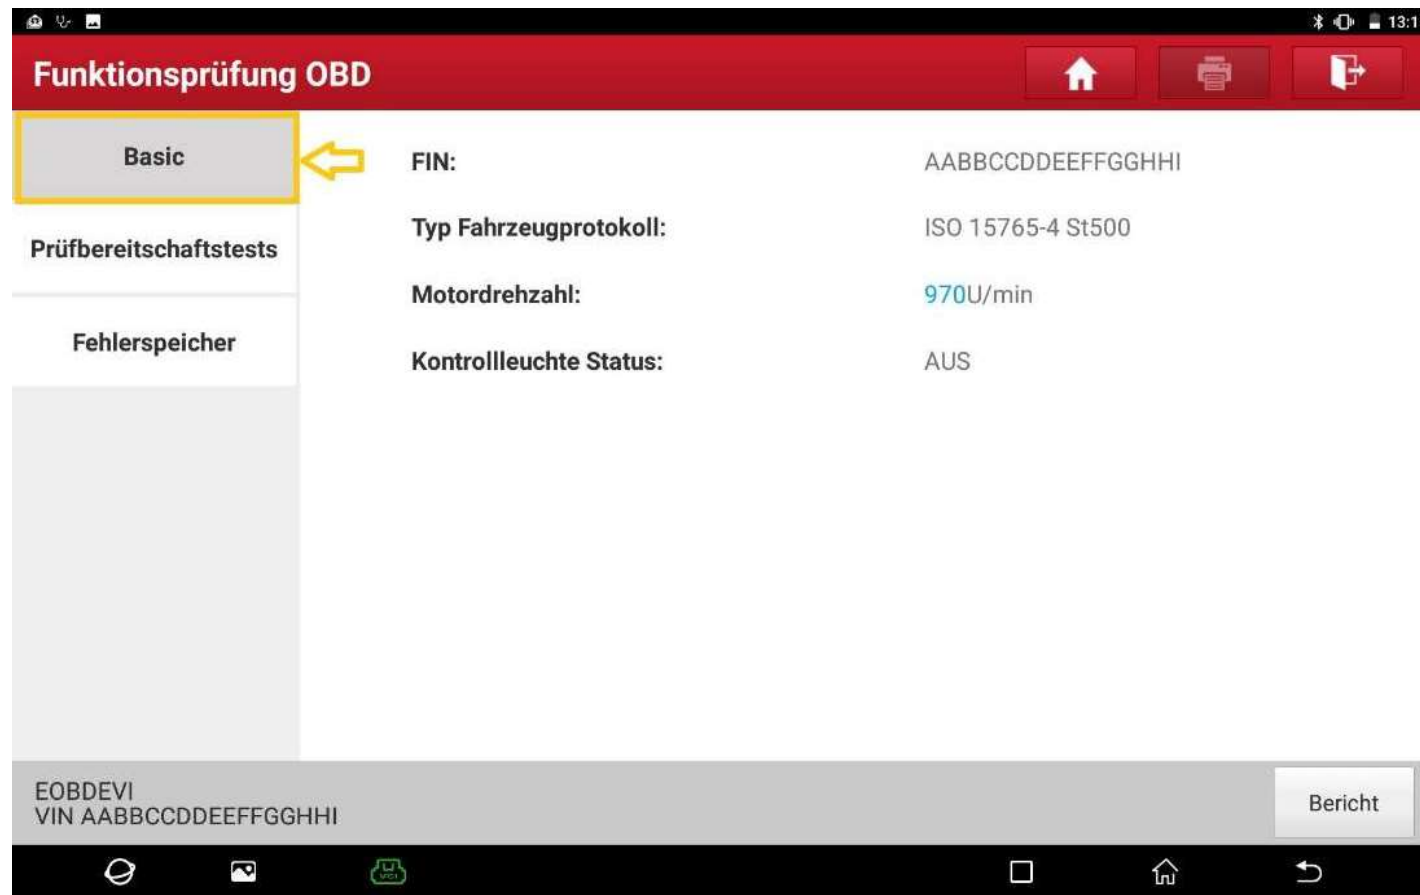 13:1
Funktionsprüfung OBD
Basic
FIN: AABBCCDDEEFFGGHHI
Typ Fahrzeugprotokoll: ISO 15765-4 St500
Prüfbereitschaftstests
Motordrehzahl: 970U/min
Fehlerspeicher
Kontrollleuchte Status: AUS
EOBDEVI
VIN AABBCCDDEEFFGGHHI
Bericht
VCI